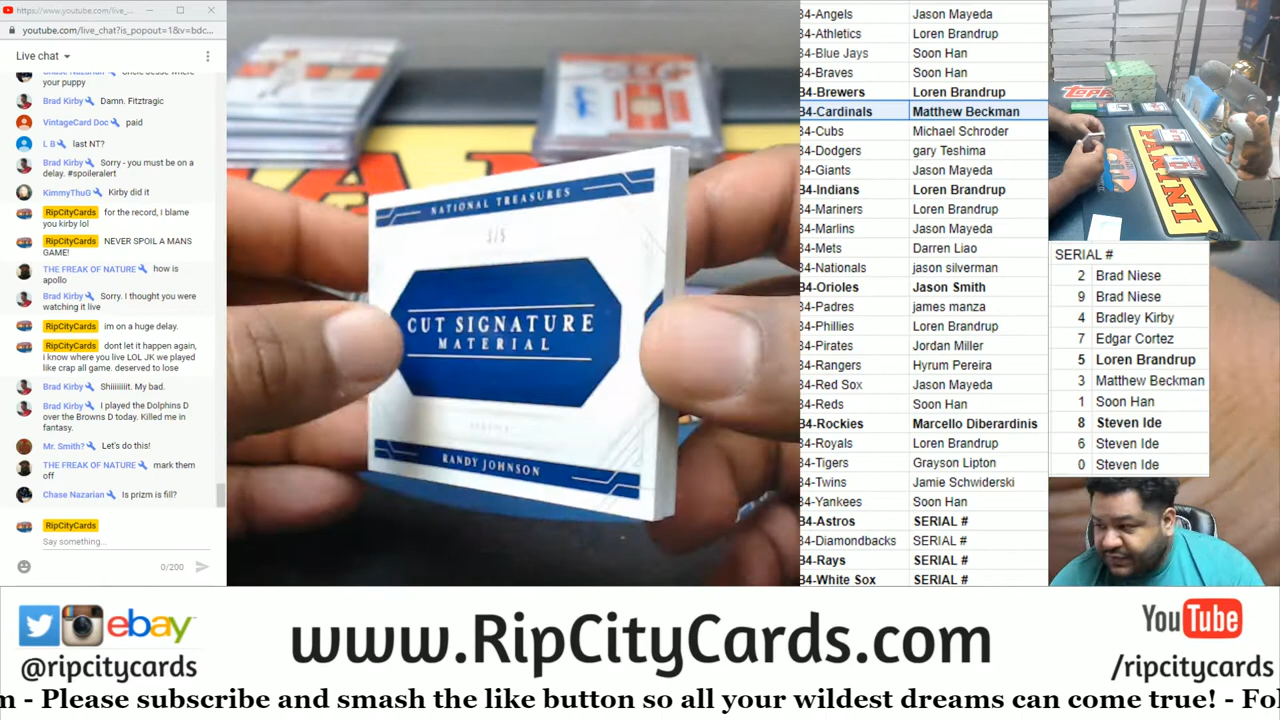 https://www.youtube.com/live_...
youtube.com/live_chat?is_popout=1&v=bdc...
Live chat
your puppy
Brad Kirby Damn. Fitztragic
VintageCard Doc paid
L B last NT?
Brad Kirby Sorry - you must be on a
delay. #spoileralert
KimmyThuG Kirby did it
RipCityCards for the record, I blame
you kirby lol
RipCityCards NEVER SPOIL A MANS
GAME!
THE FREAK OF NATURE how is
apollo
Brad Kirby Sorry. I thought you were
watching it live
RipCityCards im on a huge delay.
RipCityCards dont let it happen again,
i know where you live LOL JK we played
like crap all game. deserved to lose
Brad Kirby Shiiiiiiit. My bad.
Brad Kirby I played the Dolphins D
over the Browns D today. Killed me in
fantasy.
Mr. Smith? Let's do this!
THE FREAK OF NATURE mark them
off
Chase Nazarian Is prizm is fill?
RipCityCards
Say something...
0/200
NATIONAL TREASURES
CUT SIGNATURE
MATERIAL
RANDY JOHNSON
34-Angels Jason Mayeda
34-Athletics Loren Brandrup
34-Blue Jays Soon Han
34-Braves Soon Han
B4-Brewers Loren Brandrup
B4-Cardinals Matthew Beckman
34-Cubs Michael Schroder
34-Dodgers gary Teshima
34-Giants Jason Mayeda
B4-Indians Loren Brandrup
34-Mariners Loren Brandrup
34-Marlins Jason Mayeda
34-Mets Darren Liao
34-Nationals jason silverman
B4-Orioles Jason Smith
34-Padres james manza
34-Phillies Loren Brandrup
34-Pirates Jordan Miller
34-Rangers Hyrum Pereira
34-Red Sox Jason Mayeda
34-Reds Soon Han
B4-Rockies Marcello Diberardinis
34-Royals Loren Brandrup
34-Tigers Grayson Lipton
34-Twins Jamie Schwiderski
34-Yankees Soon Han
B4-Astros SERIAL #
34-Diamondbacks SERIAL #
B4-Rays SERIAL #
B4-White Sox SERIAL #
TOPPS
PANINI
SERIAL #
2 Brad Niese
9 Brad Niese
4 Bradley Kirby
7 Edgar Cortez
5 Loren Brandrup
3 Matthew Beckman
1 Soon Han
8 Steven Ide
6 Steven Ide
0 Steven Ide
ebay
@ripcitycards
www.RipCityCards.com
YouTube
/ripcitycards
m - Please subscribe and smash the like button so all your wildest dreams can come true! - Fo